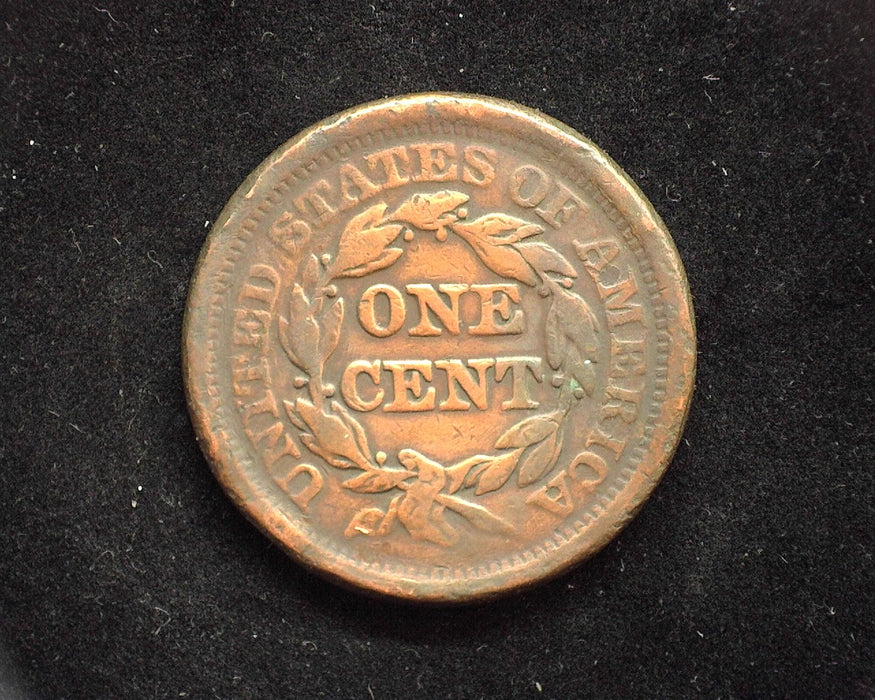 UNITED STATES OF AMERICA
ONE
CENT